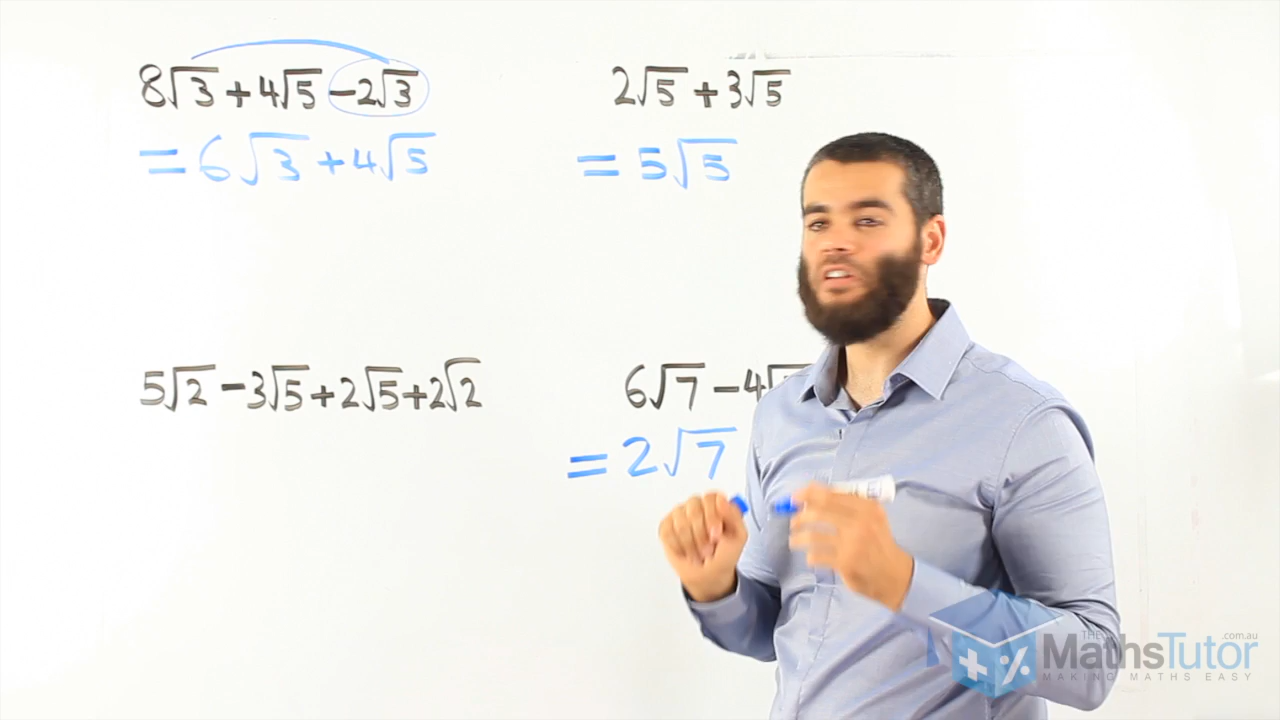 8√3 + 4√5 - 2√3
= 6√3 + 4√5
2√5 + 3√5
= 5√5
5√2 - 3√5 + 2√5 + 2√2
6√7 - 4√
= 2√7
THE
MathsTutor .com.au
MAKING MATHS EASY